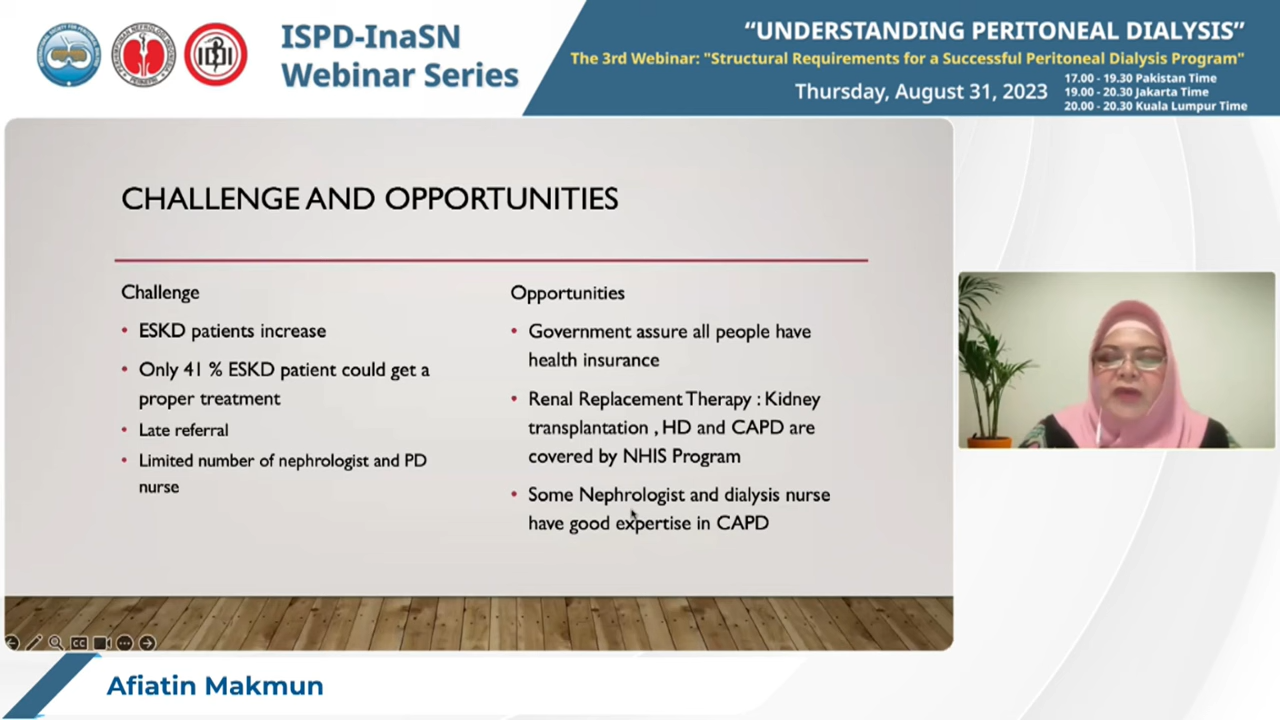 ISPD-InaSN
Webinar Series
“UNDERSTANDING PERITONEAL DIALYSIS”
The 3rd Webinar: "Structural Requirements for a Successful Peritoneal Dialysis Program"
Thursday, August 31, 2023
17.00 - 19.30 Pakistan Time
19.00 - 20.30 Jakarta Time
20.00 - 20.30 Kuala Lumpur Time
CHALLENGE AND OPPORTUNITIES
Challenge
• ESKD patients increase
• Only 41 % ESKD patient could get a
proper treatment
• Late referral
• Limited number of nephrologist and PD
nurse
Opportunities
• Government assure all people have
health insurance
• Renal Replacement Therapy : Kidney
transplantation , HD and CAPD are
covered by NHIS Program
• Some Nephrologist and dialysis nurse
have good expertise in CAPD
CC
Afiatin Makmun